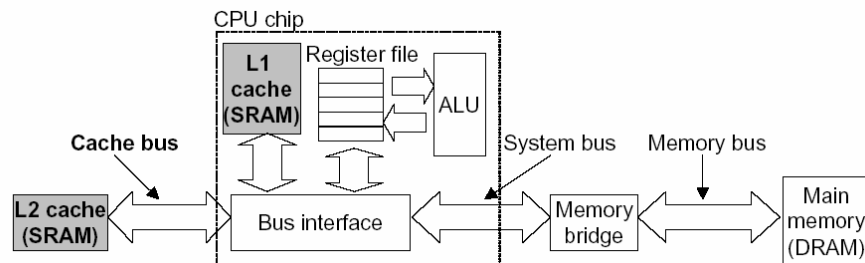 CPU chip
L1
cache
(SRAM)
Register file
ALU
Cache bus
System bus
Memory bus
L2 cache
(SRAM)
Bus interface
Memory
bridge
Main
memory
(DRAM)